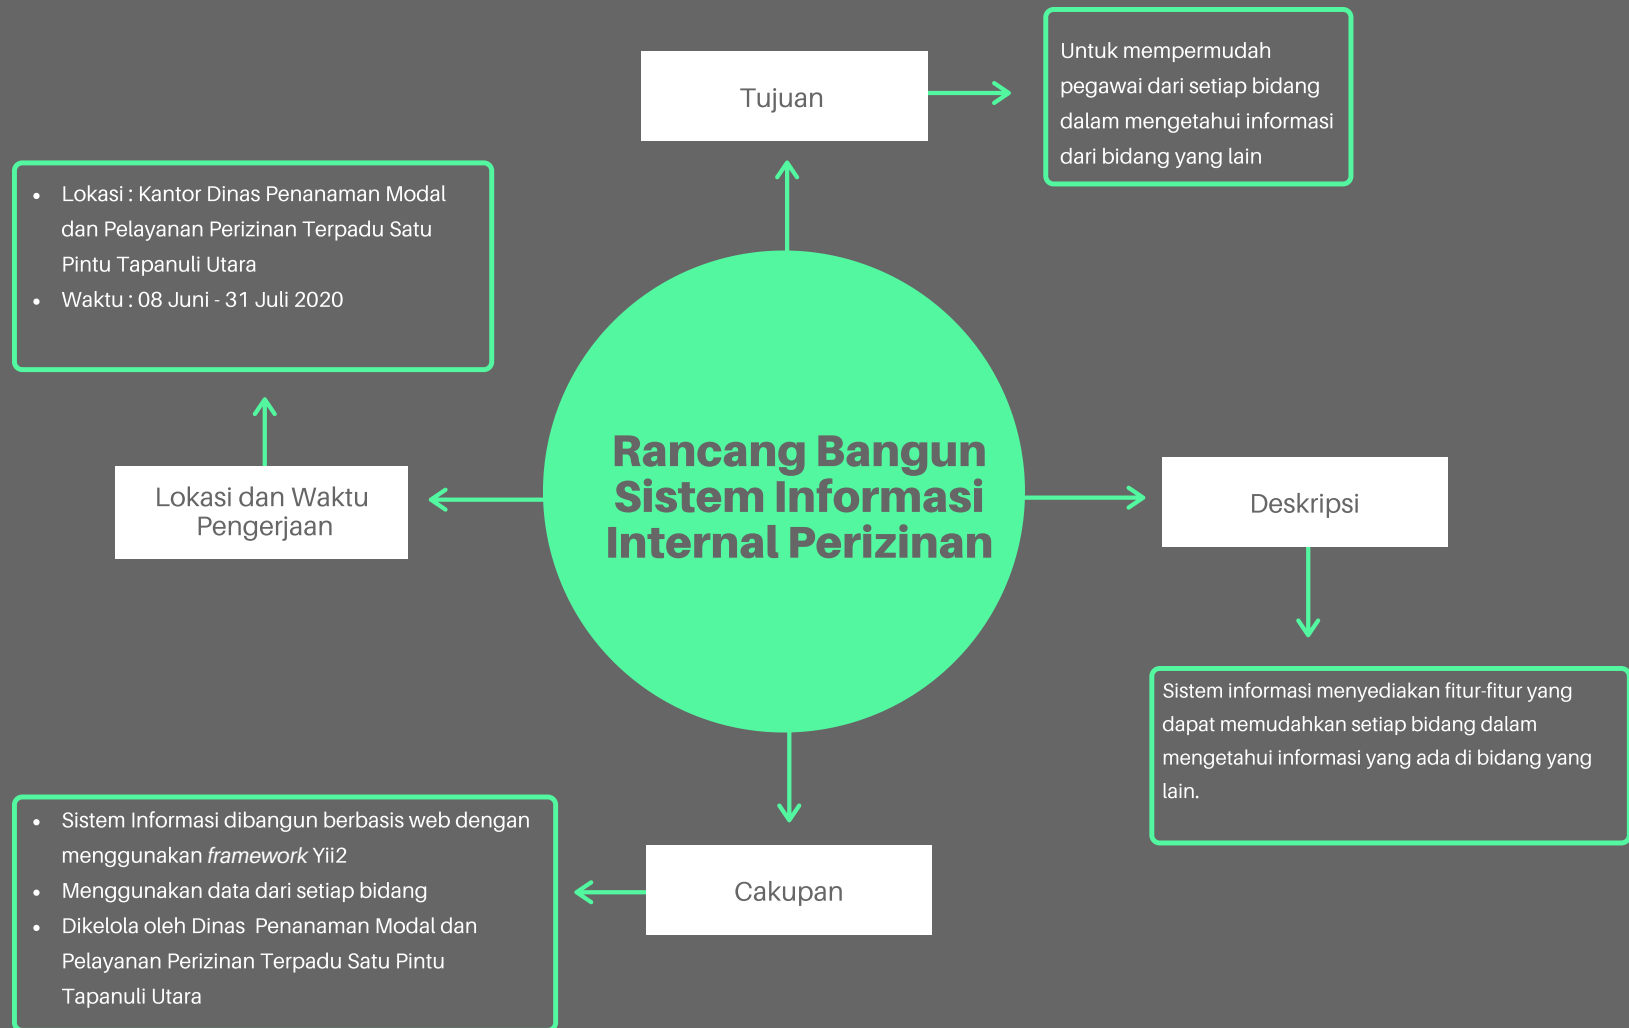 Tujuan
Untuk mempermudah
pegawai dari setiap bidang
dalam mengetahui informasi
dari bidang yang lain
• Lokasi : Kantor Dinas Penanaman Modal
dan Pelayanan Perizinan Terpadu Satu
Pintu Tapanuli Utara
• Waktu : 08 Juni - 31 Juli 2020
Lokasi dan Waktu
Pengerjaan
Rancang Bangun
Sistem Informasi
Internal Perizinan
Deskripsi
Sistem informasi menyediakan fitur-fitur yang
dapat memudahkan setiap bidang dalam
mengetahui informasi yang ada di bidang yang
lain.
Cakupan
• Sistem Informasi dibangun berbasis web dengan
menggunakan framework Yii2
• Menggunakan data dari setiap bidang
• Dikelola oleh Dinas  Penanaman Modal dan
Pelayanan Perizinan Terpadu Satu Pintu
Tapanuli Utara